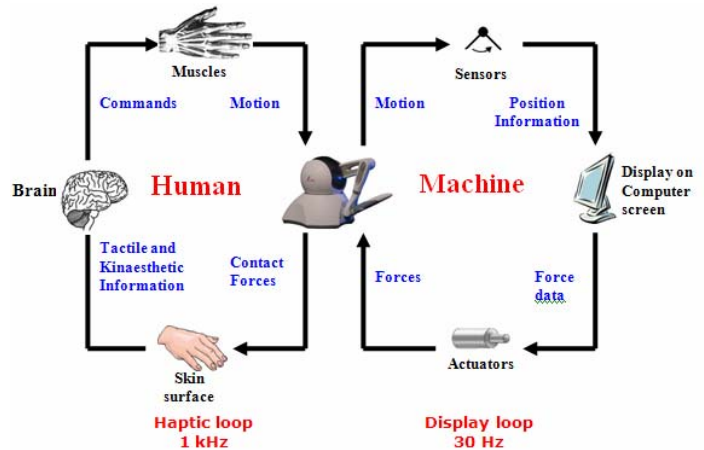 Muscles
Sensors
Commands
Motion
Motion
Position
Information
Brain
Human
Machine
Display on
Computer
screen
Tactile and
Kinaesthetic
Information
Contact
Forces
Forces
Force
data
Skin
surface
Actuators
Haptic loop
1 kHz
Display loop
30 Hz